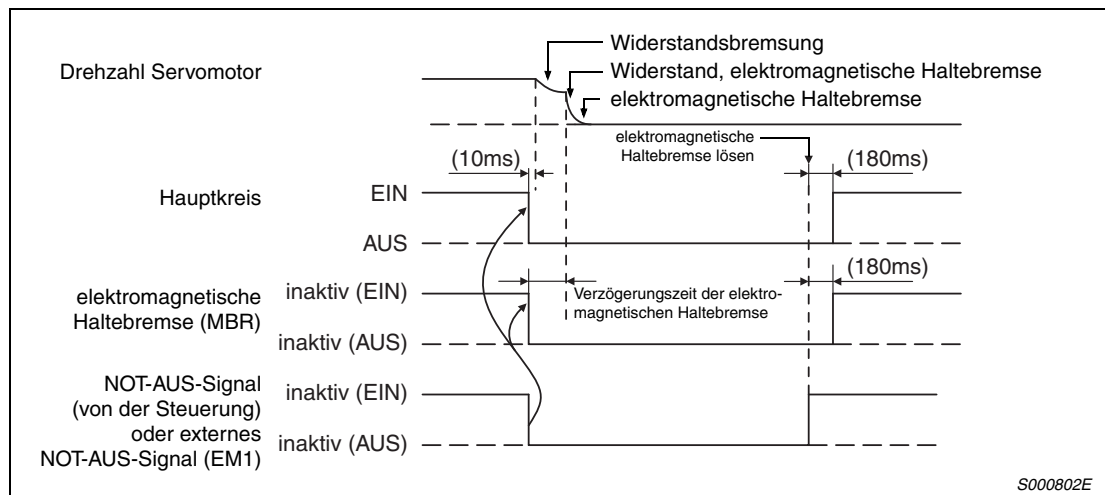 Widerstandsbremsung
Drehzahl Servomotor
Widerstand, elektromagnetische Haltebremse
elektromagnetische Haltebremse
elektromagnetische
Haltebremse lösen
(10ms)
(180ms)
Hauptkreis
EIN
AUS
(180ms)
elektromagnetische
Haltebremse (MBR)
inaktiv (EIN)
Verzögerungszeit der elektro-
magnetischen Haltebremse
inaktiv (AUS)
NOT-AUS-Signal
(von der Steuerung)
oder externes
NOT-AUS-Signal (EM1)
inaktiv (EIN)
inaktiv (AUS)
S000802E